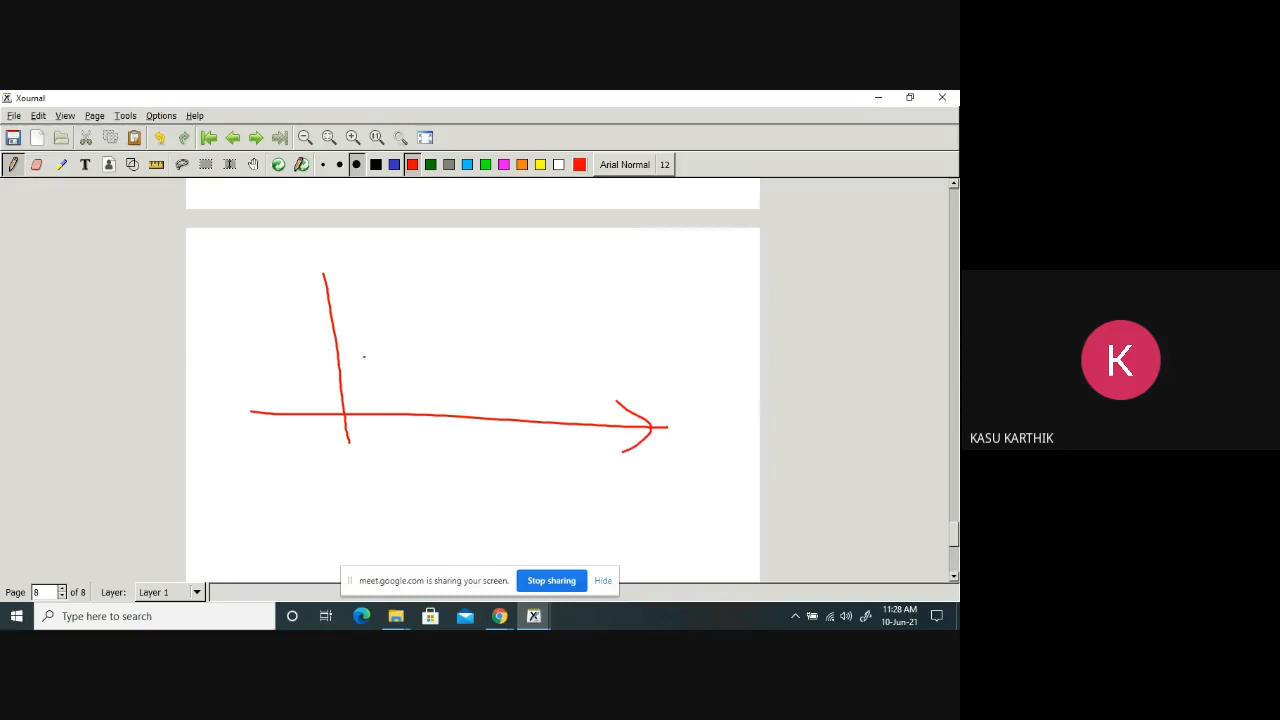 Xournal
File Edit View Page Tools Options Help
T Arial Normal 12
K
KASU KARTHIK
meet.google.com is sharing your screen. Stop sharing Hide
Page 8 of 8 Layer: Layer 1
Type here to search
11:28 AM
10-Jun-21